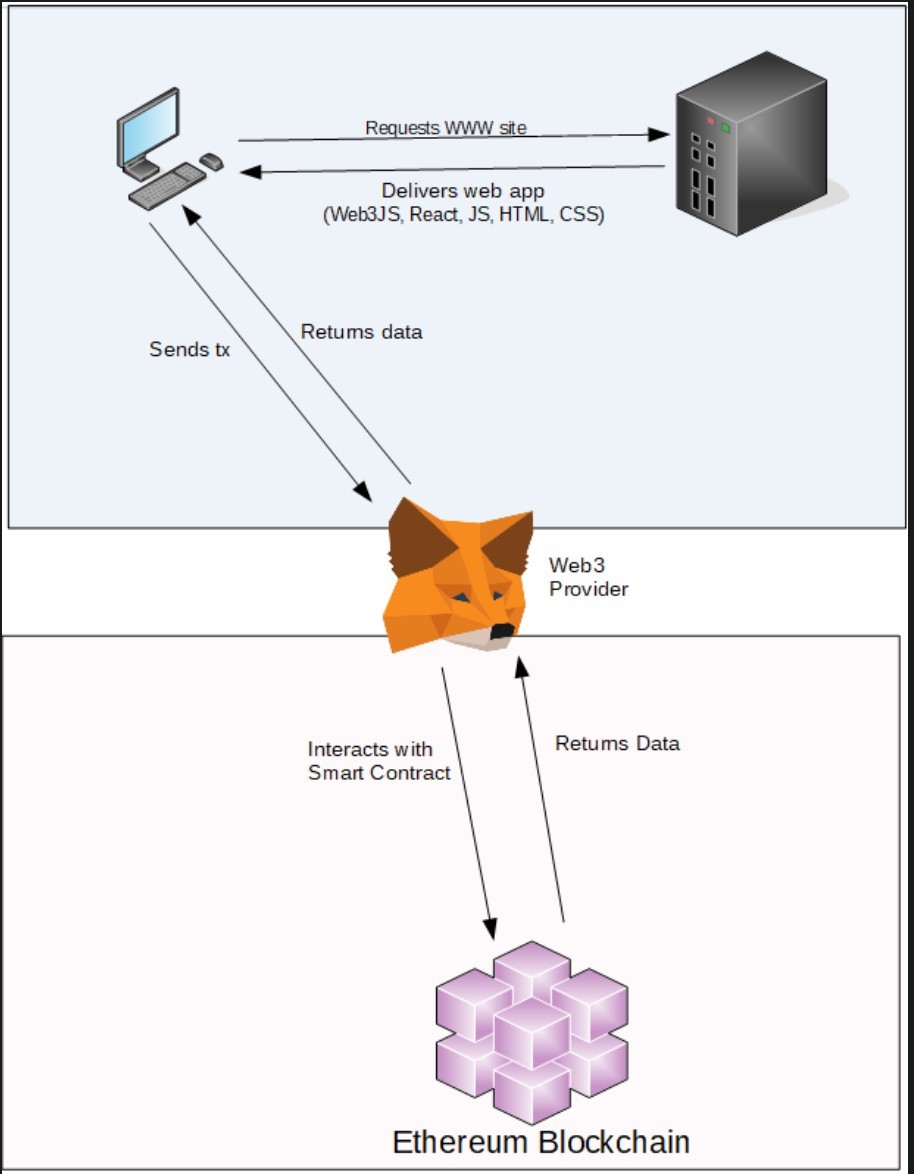 Requests WWW site
Delivers web app
(Web3JS, React, JS, HTML, CSS)
Returns data
Sends tx
Web3
Provider
Interacts with
Smart Contract
Returns Data
Ethereum Blockchain